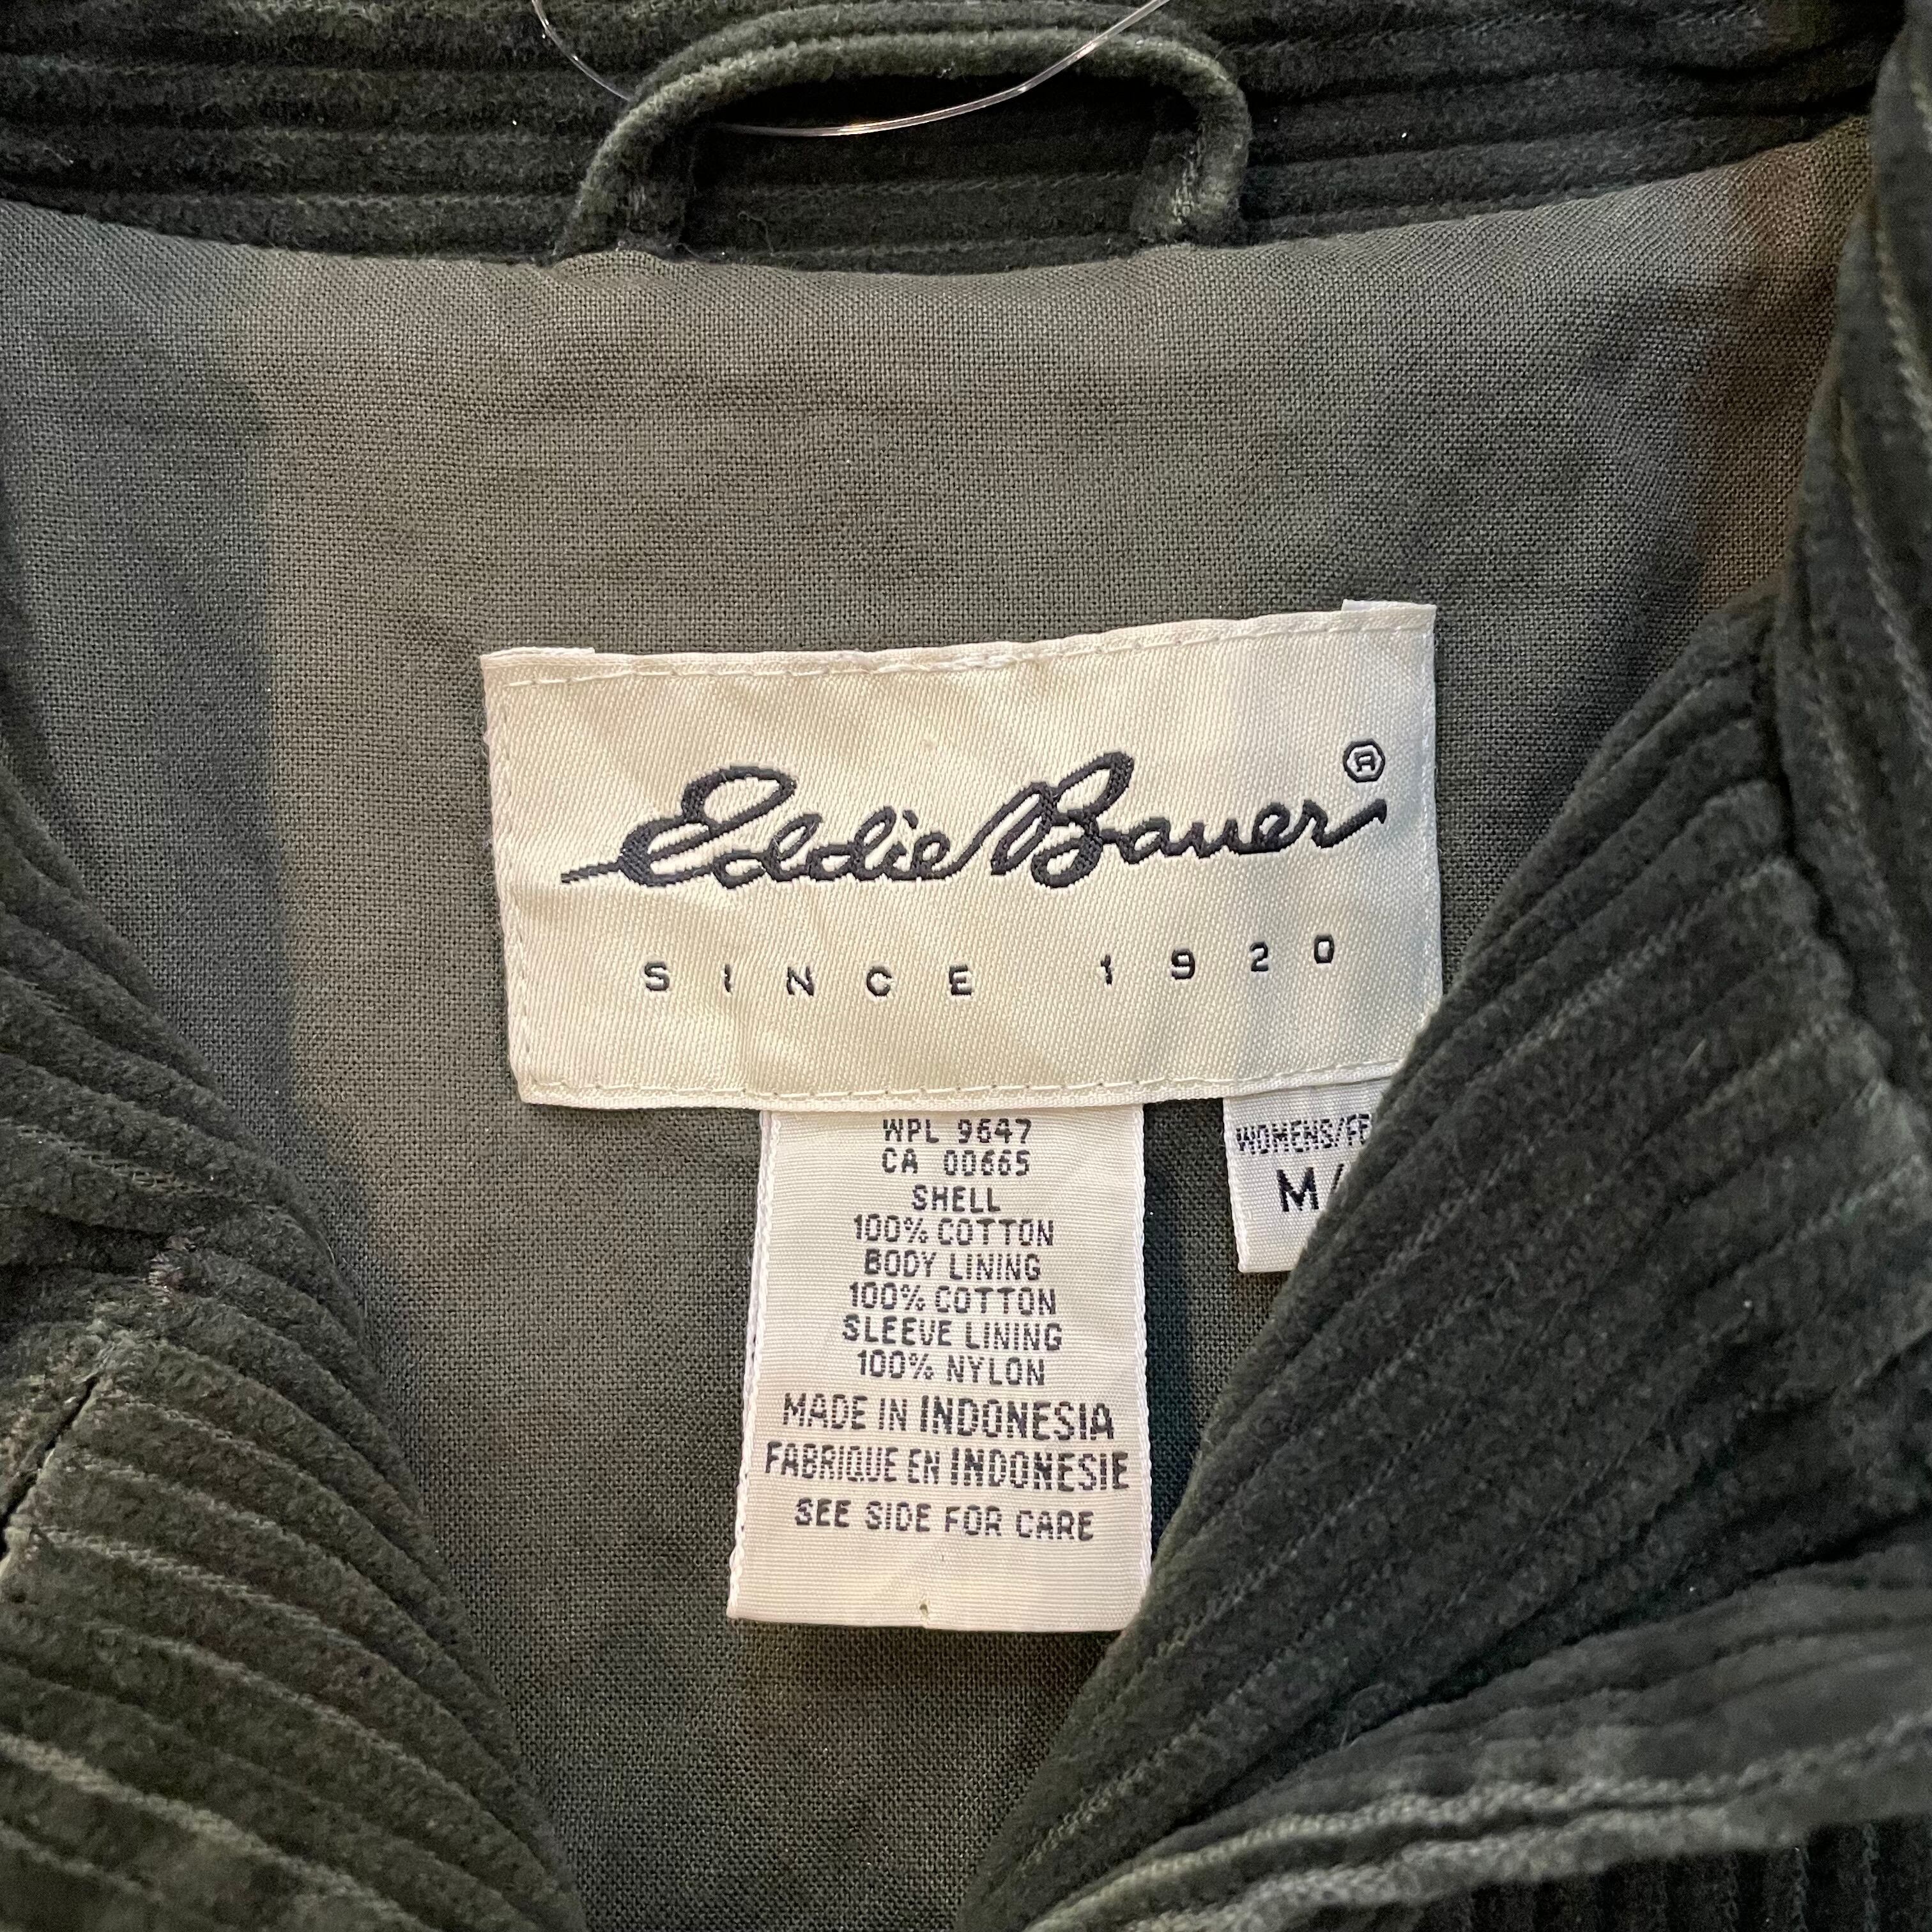 Eddie Bauer®
SINCE 1920
WPL 9647
CA 00665
SHELL
100% COTTON
BODY LINING
100% COTTON
SLEEVE LINING
100% NYLON
MADE IN INDONESIA
FABRIQUE EN INDONESIE
SEE SIDE FOR CARE
WOMENS/
M/